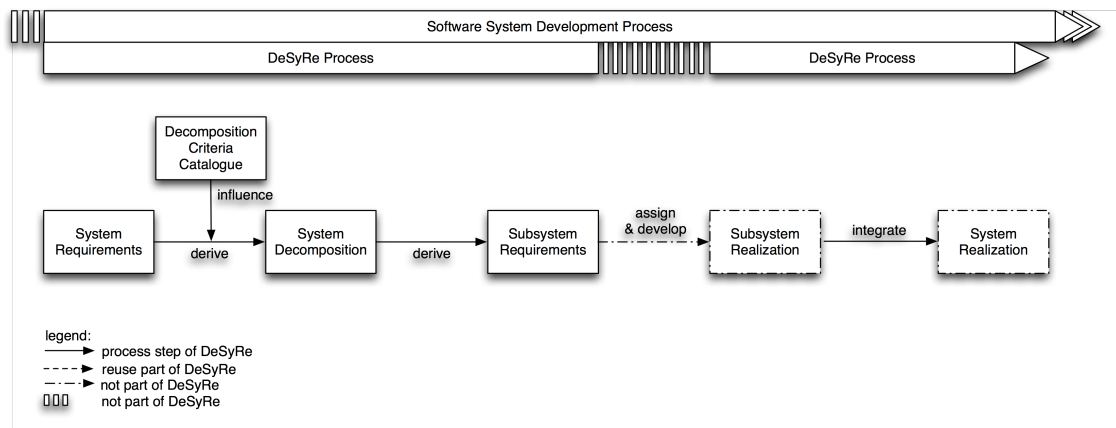 Software System Development Process
DeSyRe Process
DeSyRe Process
Decomposition
Criteria
Catalogue
influence
System
Requirements
derive
System
Decomposition
derive
Subsystem
Requirements
assign
& develop
Subsystem
Realization
integrate
System
Realization
legend:
process step of DeSyRe
reuse part of DeSyRe
not part of DeSyRe
not part of DeSyRe